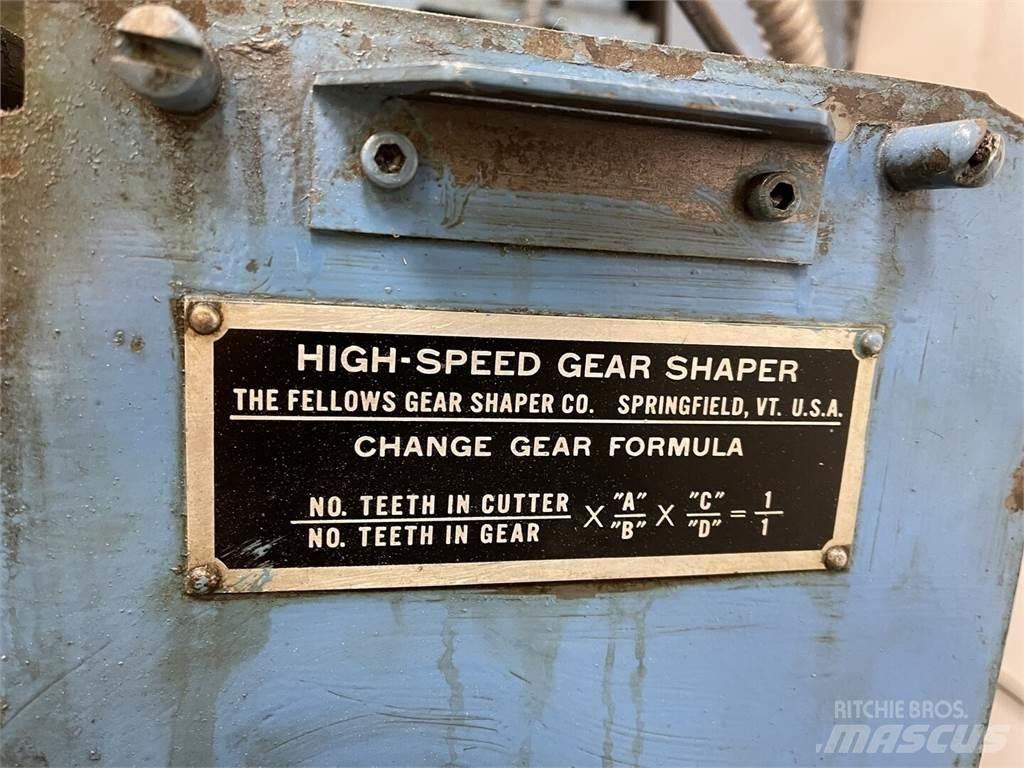 HIGH-SPEED GEAR SHAPER
THE FELLOWS GEAR SHAPER CO. SPRINGFIELD, VT. U.S.A.
CHANGE GEAR FORMULA
NO. TEETH IN CUTTER / NO. TEETH IN GEAR X "A" / "B" X "C" / "D" = 1 / 1
RITCHIE BROS.
MASCUS